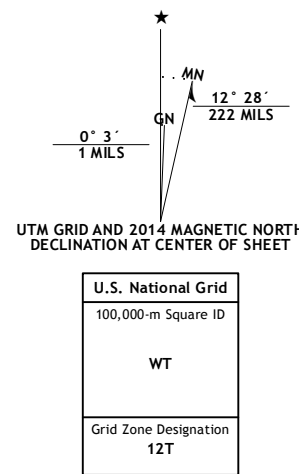 ★
MN
GN
12° 28´
222 MILS
0° 3´
1 MILS
UTM GRID AND 2014 MAGNETIC NORTH
DECLINATION AT CENTER OF SHEET
U.S. National Grid
100,000-m Square ID
WT
Grid Zone Designation
12T